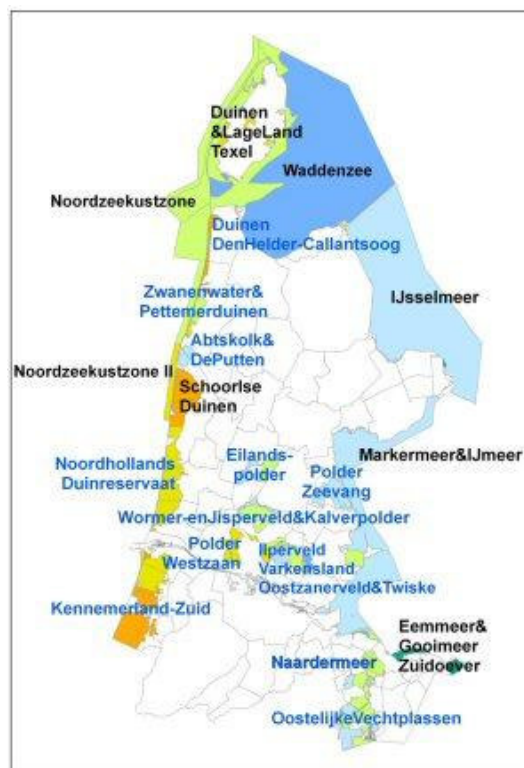 Duinen
&LageLand
Texel
Waddenzee
Noordzeekustzone
Duinen
DenHelder-Callantsoog
Zwanenwater&
Pettemerduinen
IJsselmeer
Abtskolk&
DePutten
Noordzeekustzone II
Schoorlse
Duinen
Markermeer&IJmeer
Noordhollands
Duinreservaat
Eilands-
polder
Polder
Zeevang
Wormer-enJisperveld&Kalverpolder
Polder
Westzaan
Ilperveld
Varkensland
Oostzanerveld&Twiske
Kennemerland-Zuid
Eemmeer&
Gooimeer
Zuidoever
Naardermeer
OostelijkeVechtplassen